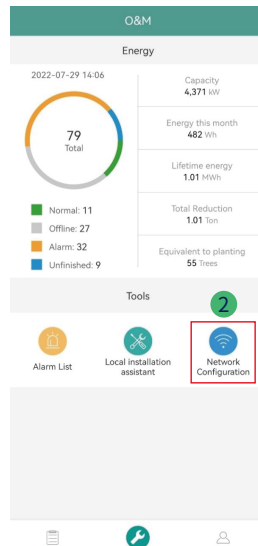 O&M
Energy
2022-07-29 14:06
79
Total
Normal: 11
Offline: 27
Alarm: 32
Unfinished: 9
Capacity
4,371 kW
Energy this month
482 Wh
Lifetime energy
1.01 MWh
Total Reduction
1.01 Ton
Equivalent to planting
55 Trees
Tools
2
Alarm List
Local installation
assistant
Network
Configuration